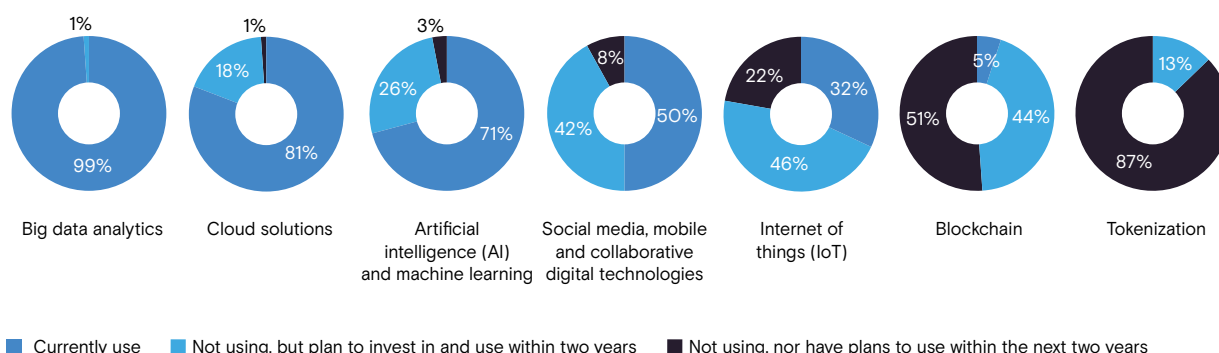 1%
1%
3%
8%
18%
26%
22%
32%
5%
13%
99%
81%
71%
42%
50%
46%
51%
44%
87%
Big data analytics
Cloud solutions
Artificial
intelligence (AI)
and machine learning
Social media, mobile
and collaborative
digital technologies
Internet of
things (IoT)
Blockchain
Tokenization
Currently use
Not using, but plan to invest in and use within two years
Not using, nor have plans to use within the next two years